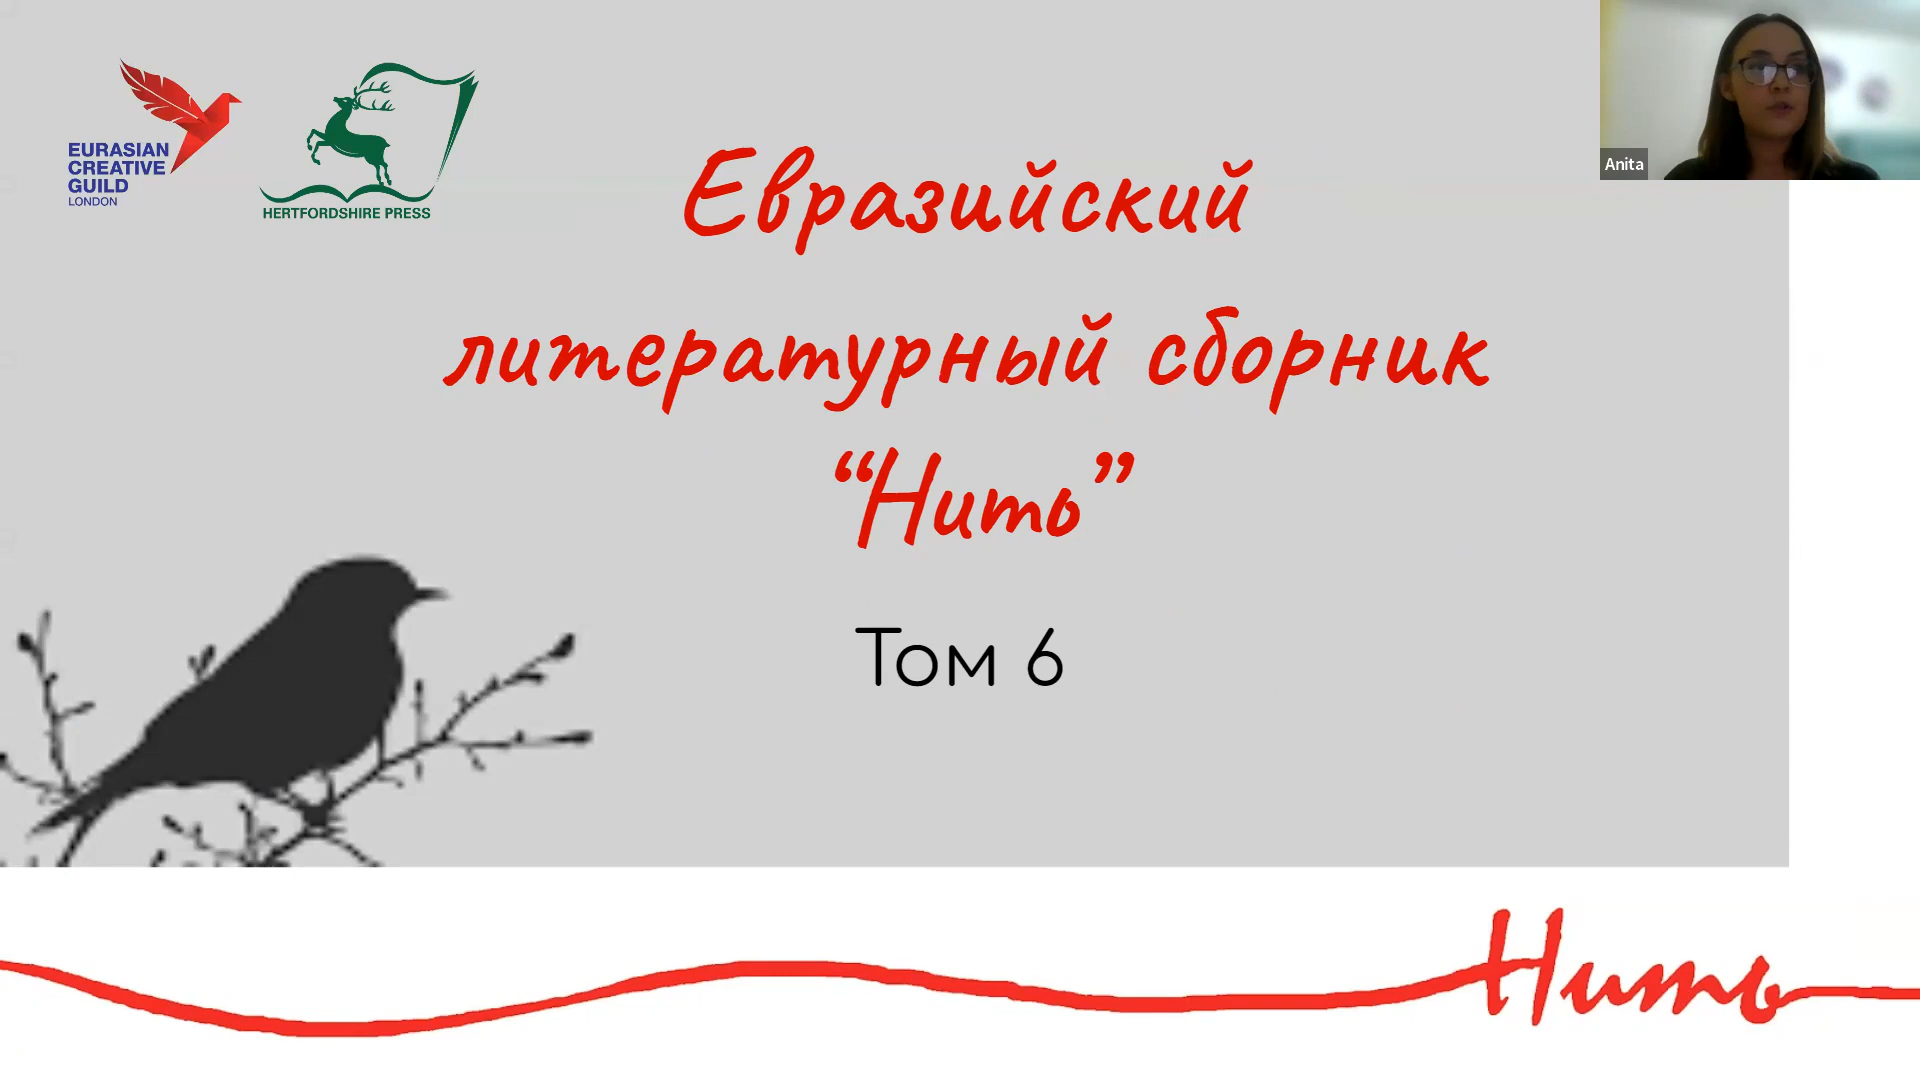 EURASIAN
CREATIVE
GUILD
LONDON
HERTFORDSHIRE PRESS
Anita
Евразийский
литературный сборник
“Нить”
Том 6
Нить